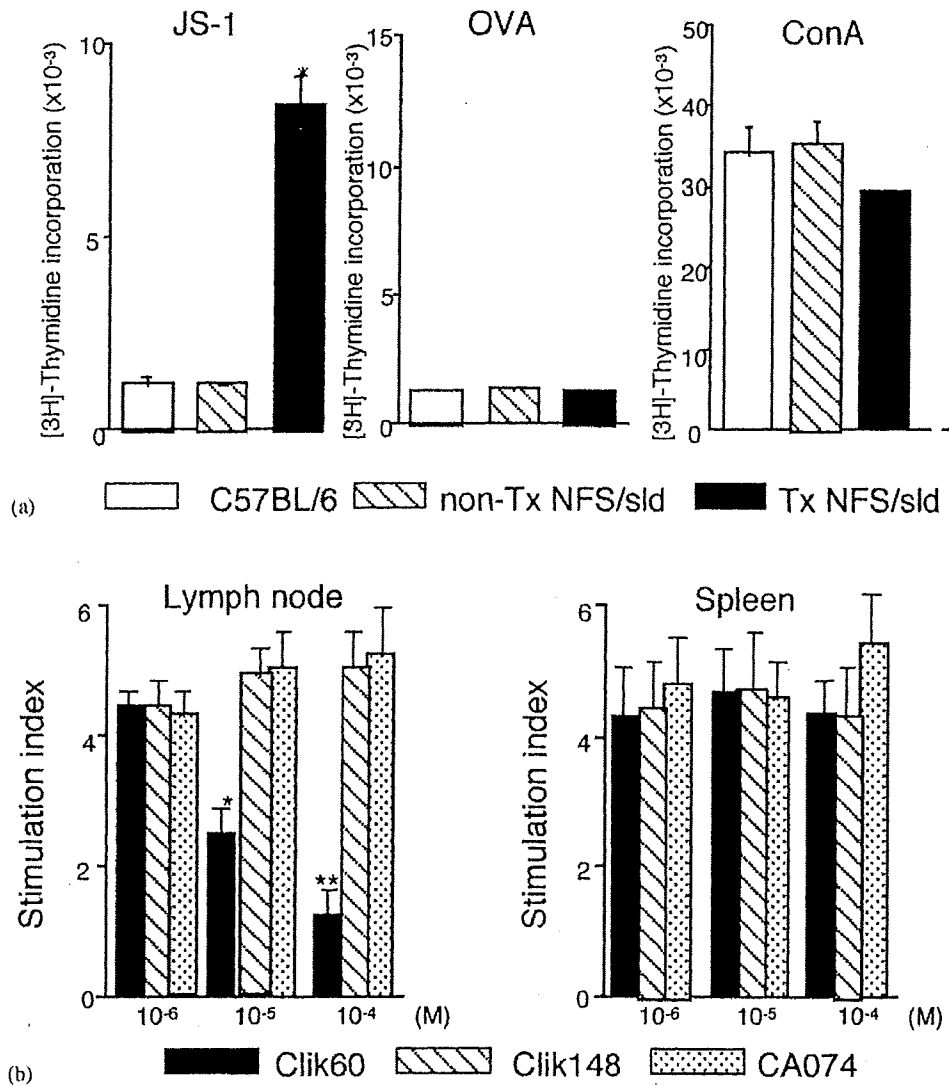 JS-1
OVA
ConA
[3H]-Thymidine incorporation (x10⁻³)
10
5
0
*
[3H]-Thymidine incorporation (x10⁻³)
15
10
5
0
[3H]-Thymidine incorporation (x10⁻³)
50
40
30
20
10
0
(a)
C57BL/6
non-Tx NFS/sld
Tx NFS/sld
Lymph node
Stimulation index
6
4
2
0
*
**
10⁻⁶
10⁻⁵
10⁻⁴
(M)
Spleen
Stimulation index
6
4
2
0
10⁻⁶
10⁻⁵
10⁻⁴
(M)
(b)
Clik60
Clik148
CA074